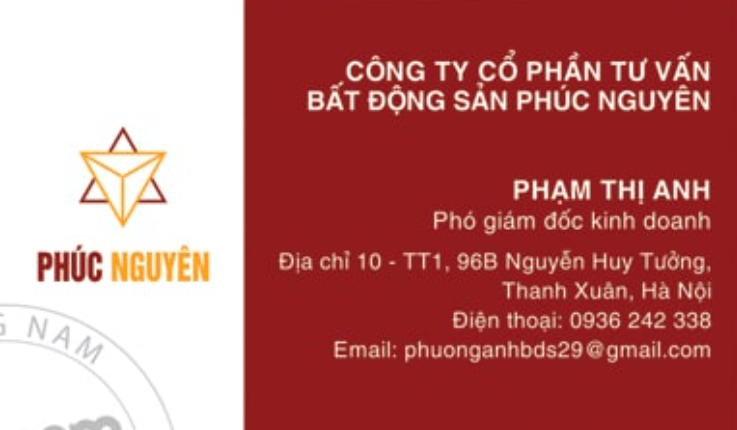 CÔNG TY CỔ PHẦN TƯ VẤN
BẤT ĐỘNG SẢN PHÚC NGUYÊN
PHÚC NGUYÊN
PHẠM THỊ ANH
Phó giám đốc kinh doanh
Địa chỉ 10 - TT1, 96B Nguyễn Huy Tưởng,
Thanh Xuân, Hà Nội
Điện thoại: 0936 242 338
Email: phuonganhbds29@gmail.com
NAM